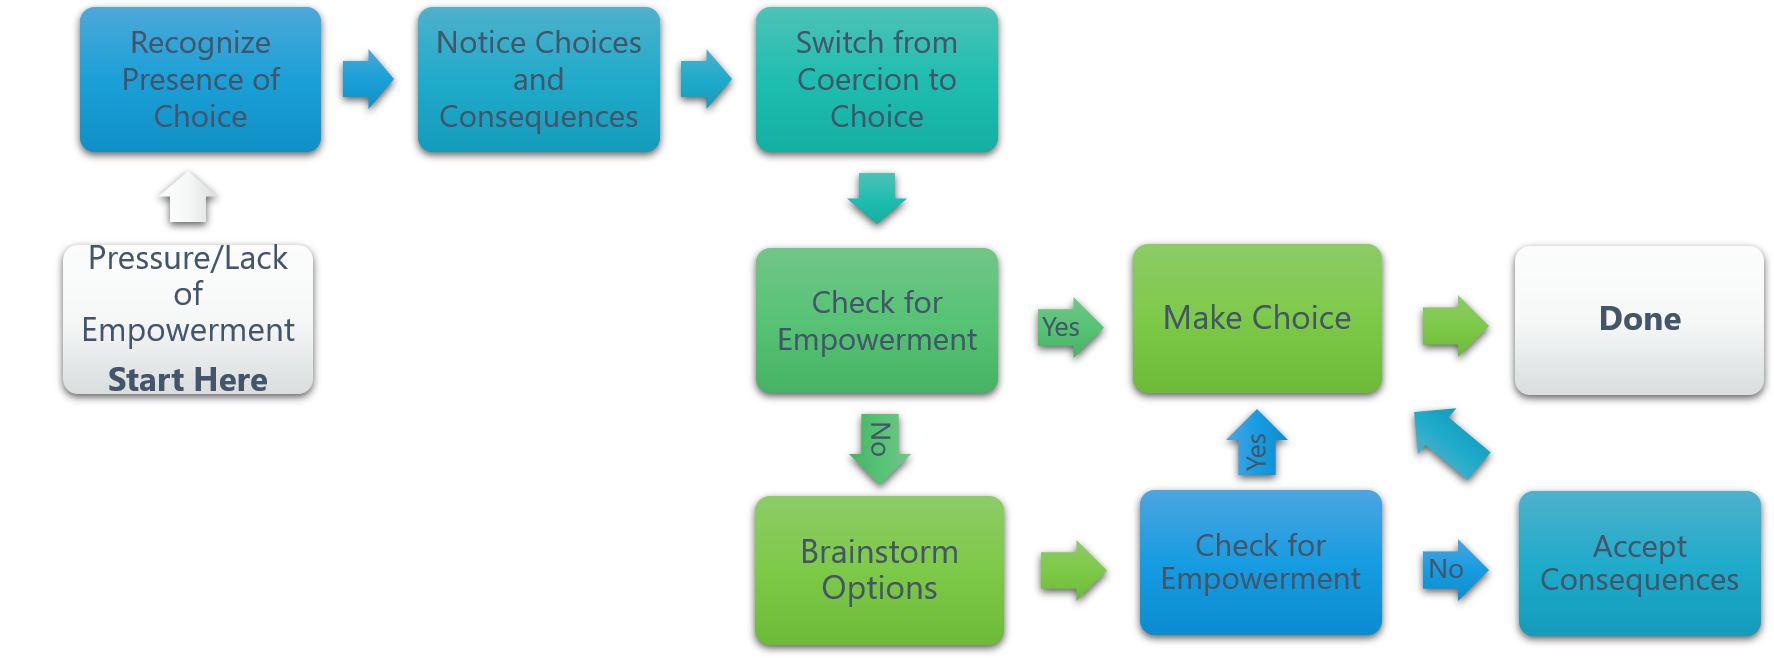 Recognize
Presence of
Choice
Notice Choices
and
Consequences
Switch from
Coercion to
Choice
Pressure/Lack
of
Empowerment
Start Here
Check for
Empowerment
Yes
Make Choice
Done
No
Yes
Brainstorm
Options
Check for
Empowerment
No
Accept
Consequences